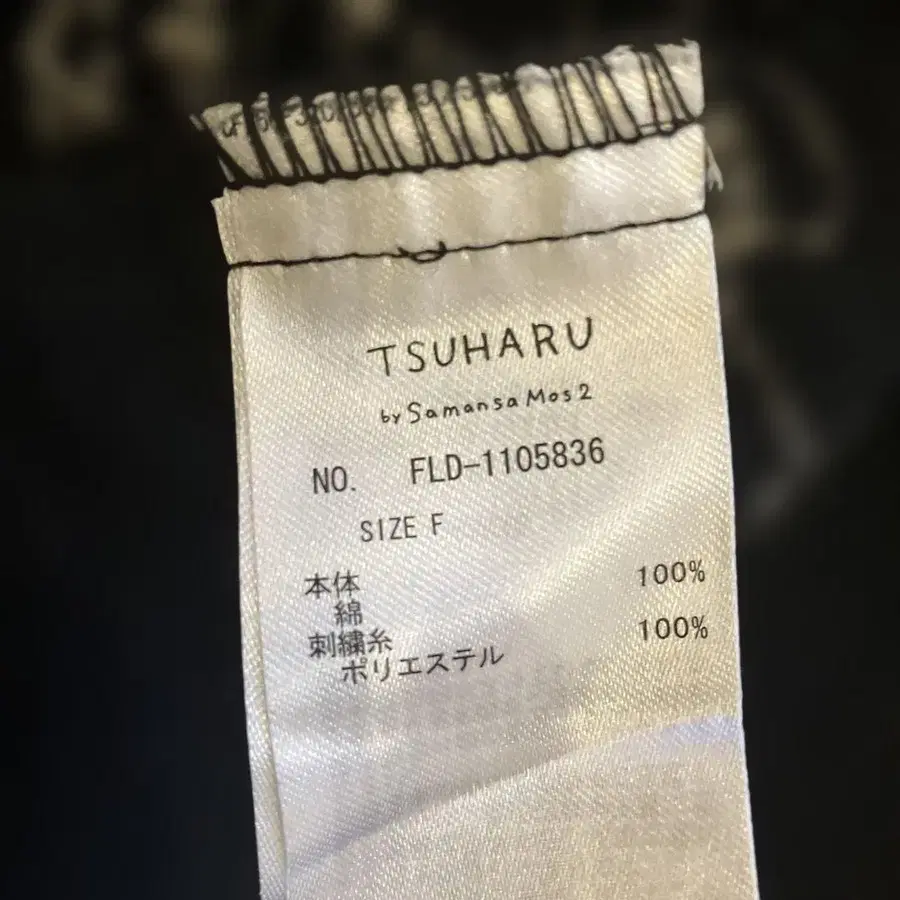 TSUHARU
by Samansa Mos2
NO. FLD-1105836
SIZE F
本体
綿 100%
刺繍糸
ポリエステル 100%